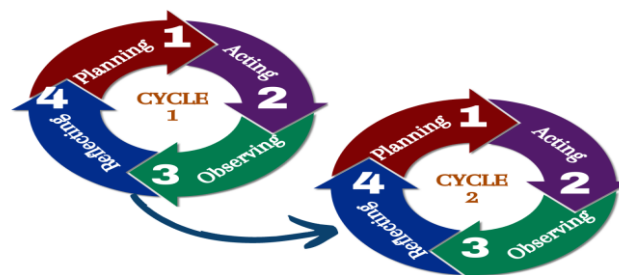 1
Planning
Acting
2
CYCLE
1
3
Observing
4
Reflecting
1
Planning
Acting
2
CYCLE
2
3
Observing
4
Reflecting